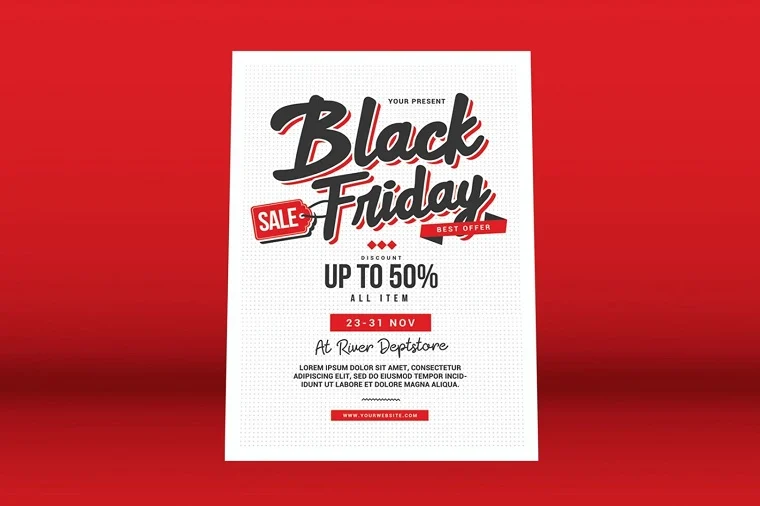 YOUR PRESENT
Black
Friday
SALE
BEST OFFER
DISCOUNT
UP TO 50%
ALL ITEM
23-31 NOV
At River Deptstore
LOREM IPSUM DOLOR SIT AMET, CONSECTETUR
ADIPISCING ELIT, SED DO EIUSMOD TEMPOR INCID-
IDUNT UT LABORE ET DOLORE MAGNA ALIQUA.
WWW.YOURWEBSITE.COM